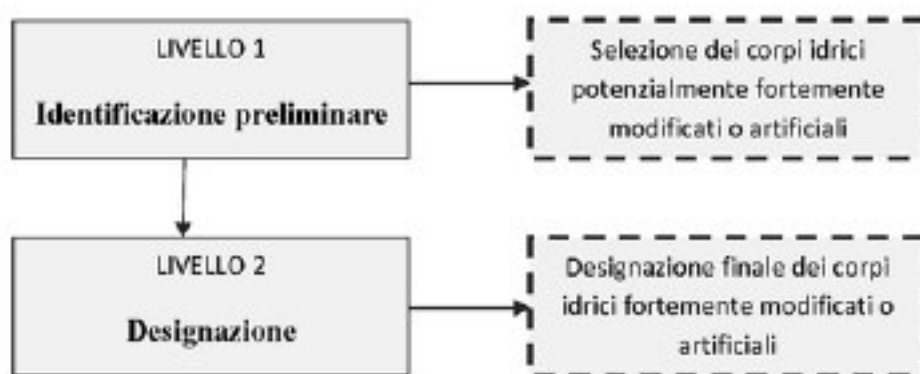 LIVELLO 1
Identificazione preliminare
Selezione dei corpi idrici
potenzialmente fortemente
modificati o artificiali
LIVELLO 2
Designazione
Designazione finale dei corpi
idrici fortemente modificati o
artificiali